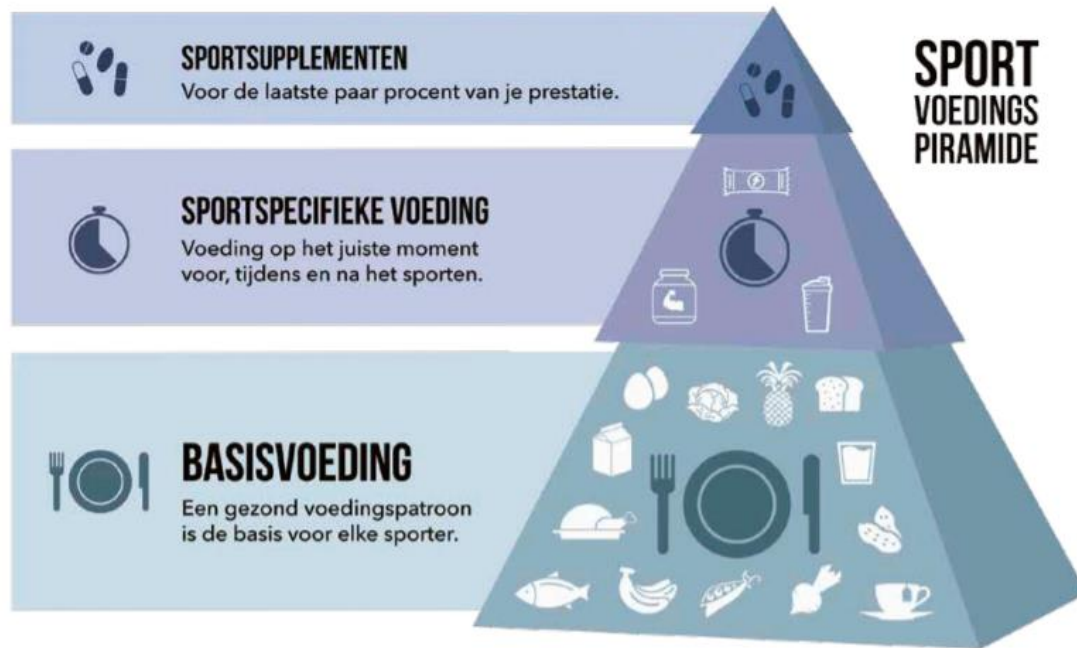 SPORTSUPPLEMENTEN
Voor de laatste paar procent van je prestatie.
SPORT
VOEDINGS
PIRAMIDE
SPORTSPECIFIEKE VOEDING
Voeding op het juiste moment
voor, tijdens en na het sporten.
BASISVOEDING
Een gezond voedingspatroon
is de basis voor elke sporter.